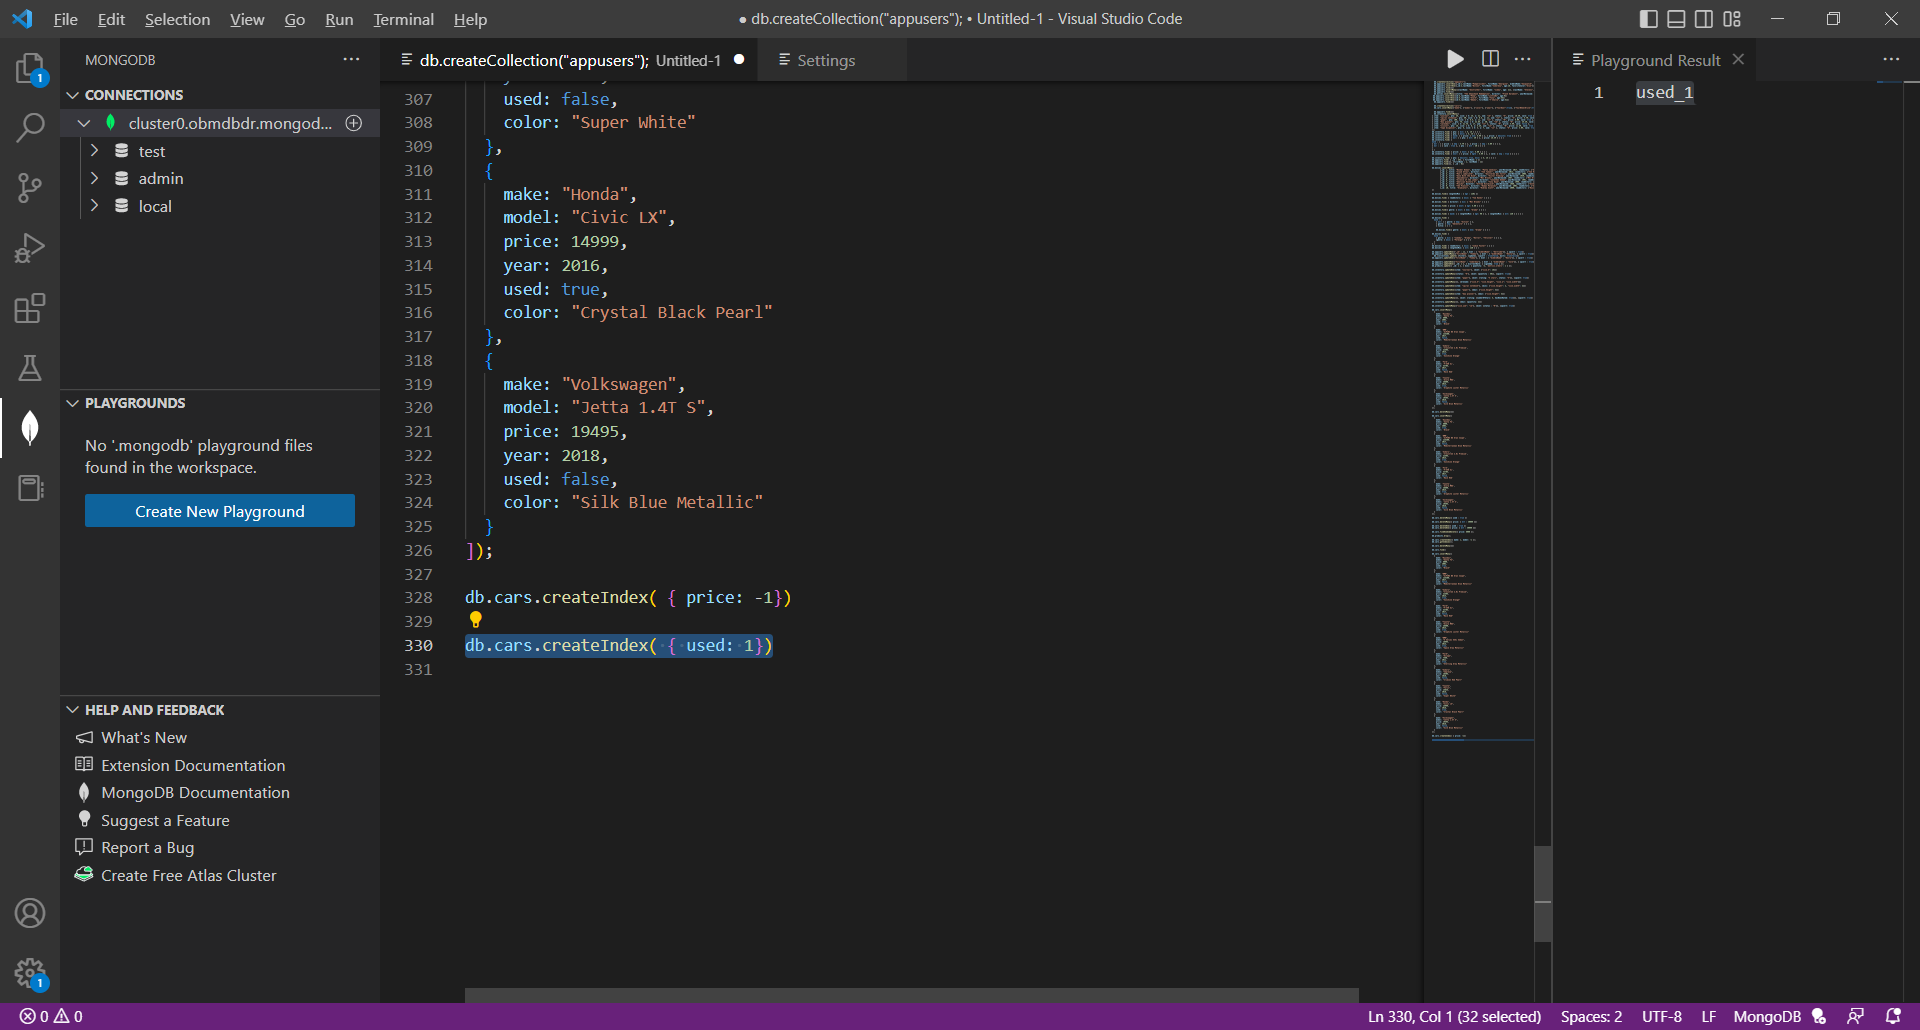 File Edit Selection View Go Run Terminal Help
● db.createCollection("appusers"); • Untitled-1 - Visual Studio Code
MONGODB
CONNECTIONS
cluster0.obmdbdr.mongod...
test
admin
local
PLAYGROUNDS
No '.mongodb' playground files
found in the workspace.
Create New Playground
HELP AND FEEDBACK
What's New
Extension Documentation
MongoDB Documentation
Suggest a Feature
Report a Bug
Create Free Atlas Cluster
1
1
db.createCollection("appusers"); Untitled-1
Settings
307 used: false,
308 color: "Super White"
309 },
310 {
311 make: "Honda",
312 model: "Civic LX",
313 price: 14999,
314 year: 2016,
315 used: true,
316 color: "Crystal Black Pearl"
317 },
318 {
319 make: "Volkswagen",
320 model: "Jetta 1.4T S",
321 price: 19495,
322 year: 2018,
323 used: false,
324 color: "Silk Blue Metallic"
325 }
326 ]);
327
328 db.cars.createIndex( { price: -1})
329
330 db.cars.createIndex( { used: 1})
331
Playground Result
1 used_1
0 0
Ln 330, Col 1 (32 selected) Spaces: 2 UTF-8 LF MongoDB